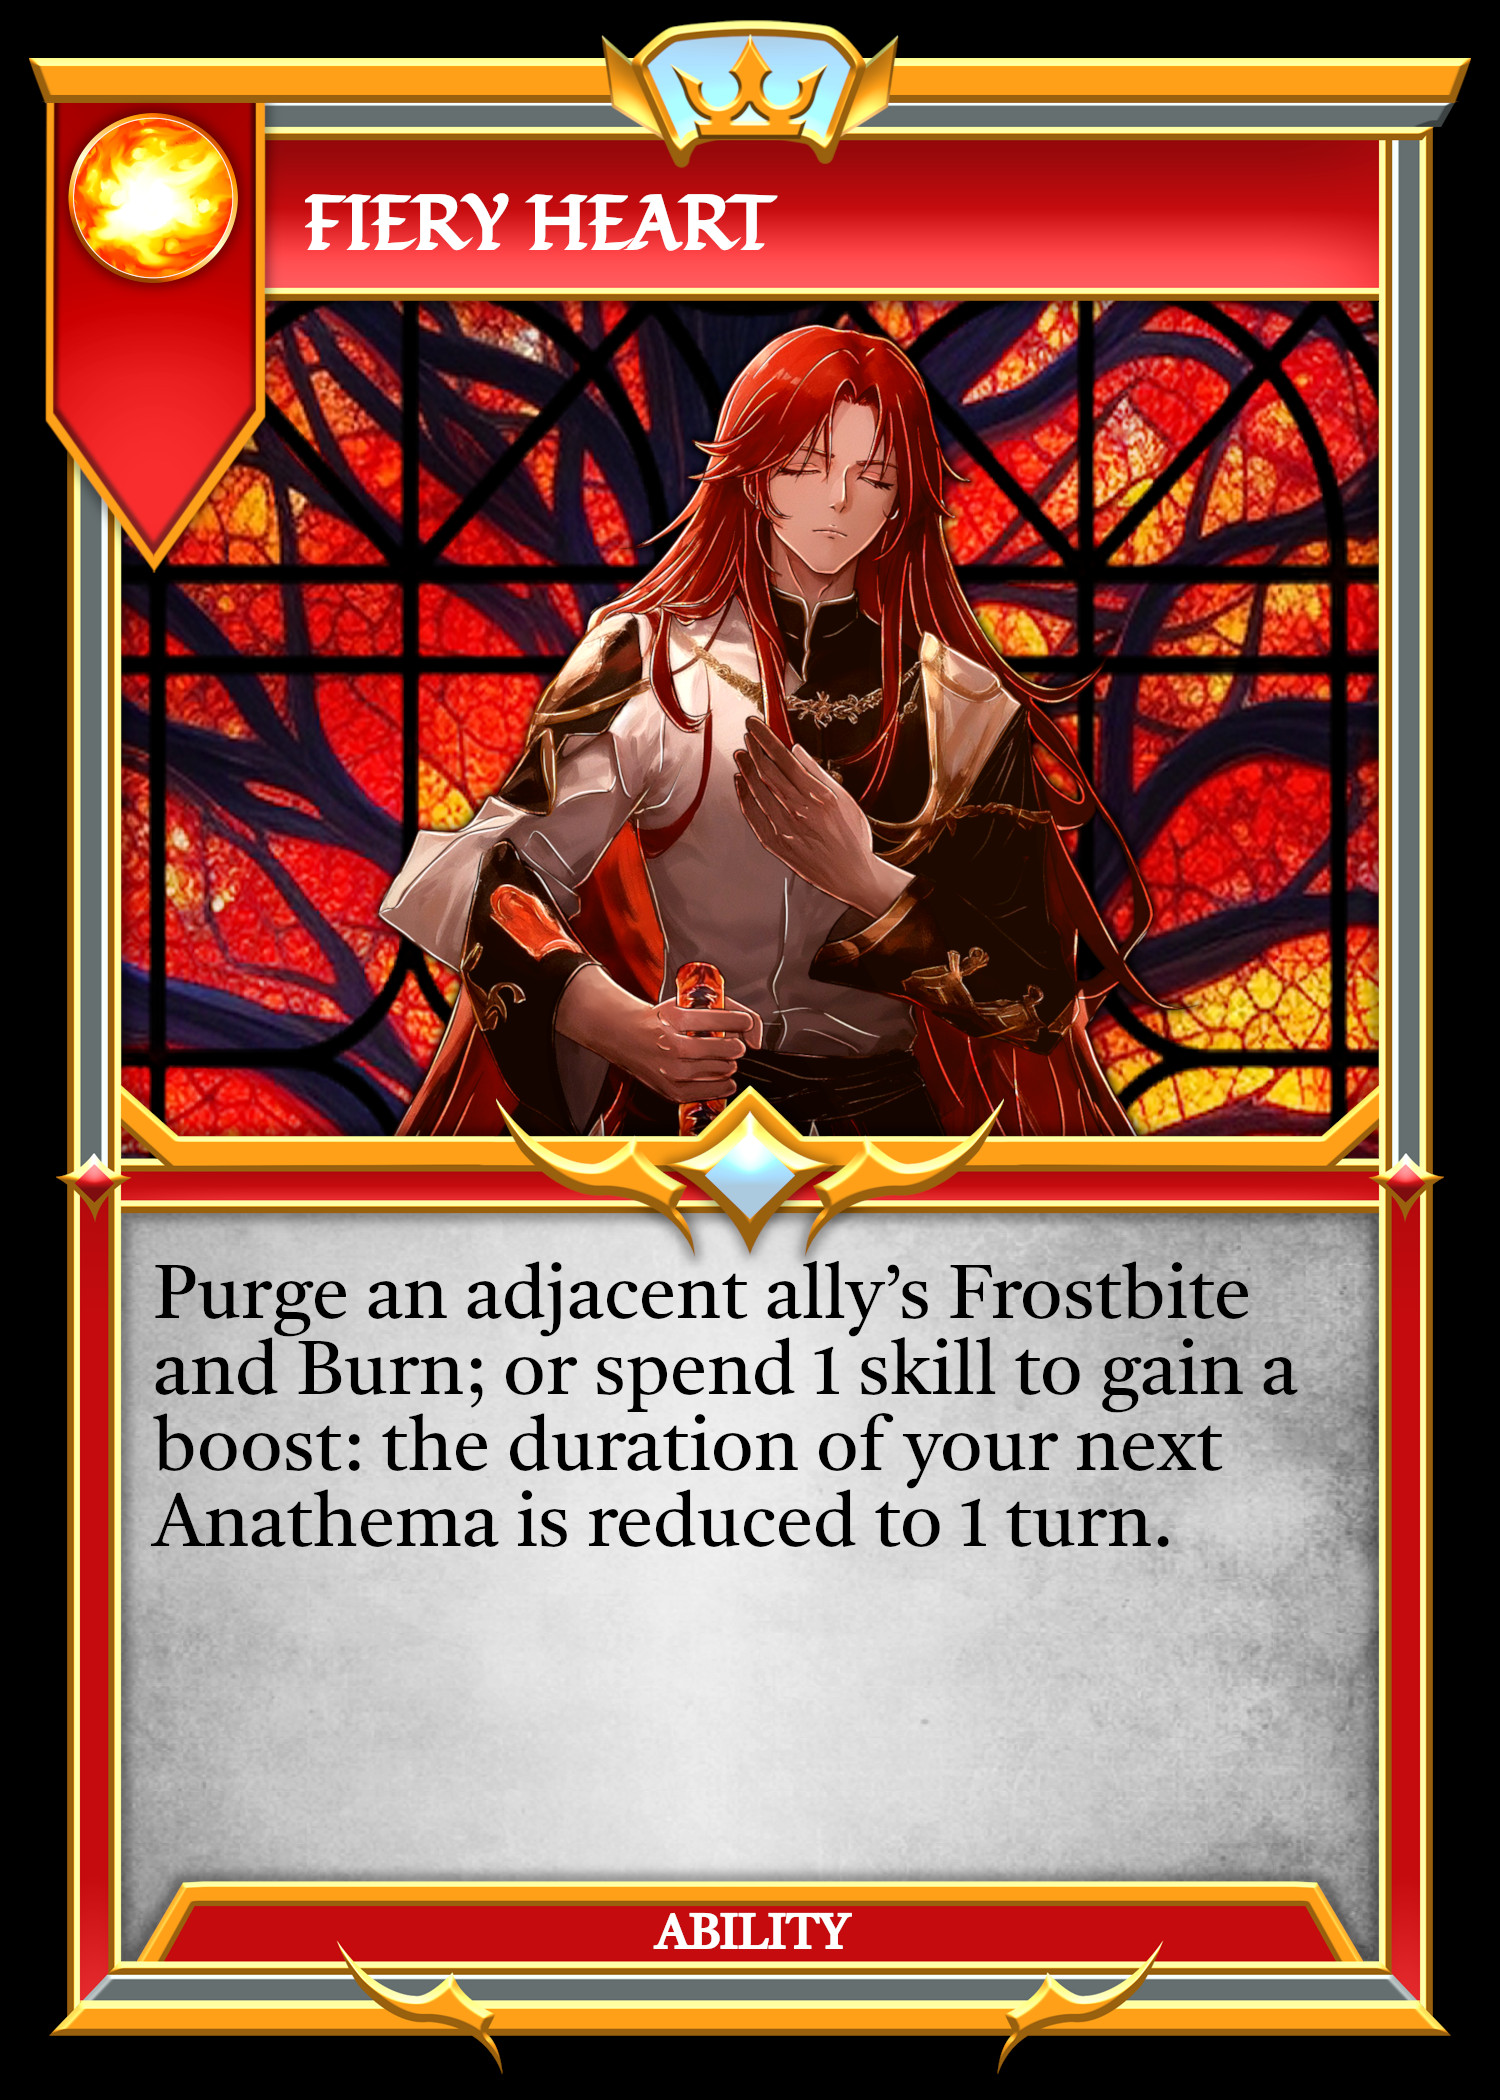 FIERY HEART
Purge an adjacent ally’s Frostbite
and Burn; or spend 1 skill to gain a
boost: the duration of your next
Anathema is reduced to 1 turn.
ABILITY